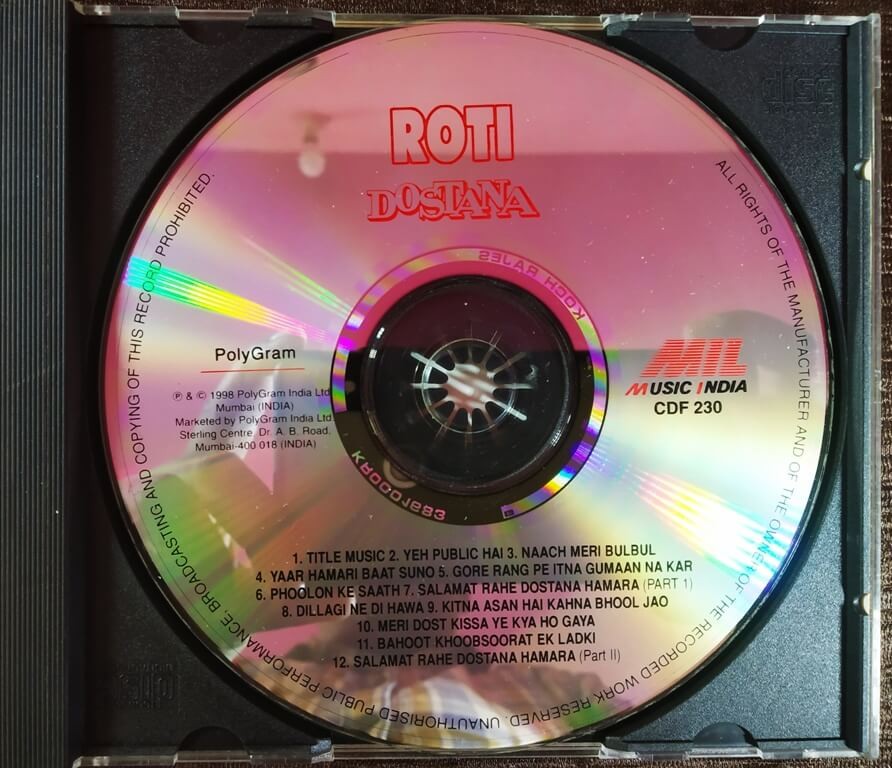 ROTI
DOSTANA
ALL RIGHTS OF THE MANUFACTURER AND OF THE OWNER OF THE RECORDED WORK RESERVED. UNAUTHORISED PUBLIC PERFORMANCE, BROADCASTING AND COPYING OF THIS RECORD PROHIBITED.
KOCH RAJES
PolyGram
℗ & © 1998 PolyGram India Ltd.
Mumbai (INDIA)
Marketed by PolyGram India Ltd.
Sterling Centre, Dr. A. B. Road.
Mumbai-400 018 (INDIA)
MIL
MUSIC INDIA
CDF 230
1. TITLE MUSIC 2. YEH PUBLIC HAI 3. NAACH MERI BULBUL
4. YAAR HAMARI BAAT SUNO 5. GORE RANG PE ITNA GUMAAN NA KAR
6. PHOOLON KE SAATH 7. SALAMAT RAHE DOSTANA HAMARA (PART 1)
8. DILLAGI NE DI HAWA 9. KITNA ASAN HAI KAHNA BHOOL JAO
10. MERI DOST KISSA YE KYA HO GAYA
11. BAHOOT KHOOBSOORAT EK LADKI
12. SALAMAT RAHE DOSTANA HAMARA (Part II)
disc